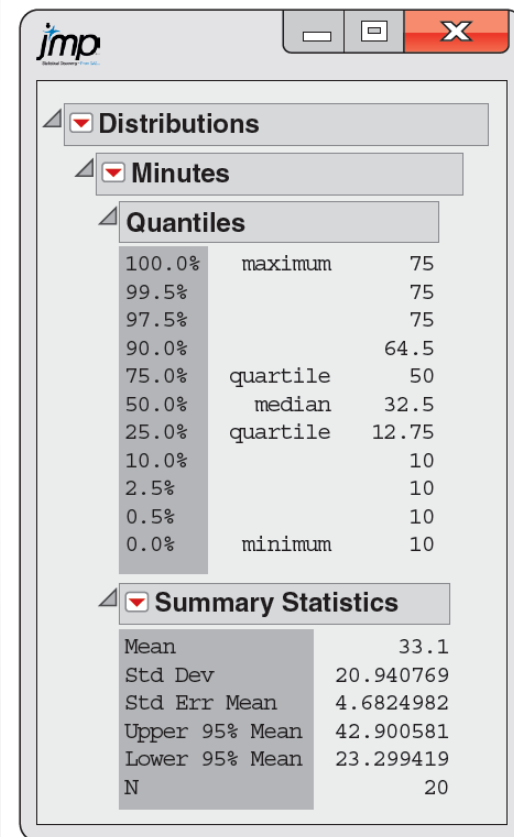 jmp
Distributions
Minutes
Quantiles
100.0% maximum 75
99.5% 75
97.5% 75
90.0% 64.5
75.0% quartile 50
50.0% median 32.5
25.0% quartile 12.75
10.0% 10
2.5% 10
0.5% 10
0.0% minimum 10
Summary Statistics
Mean 33.1
Std Dev 20.940769
Std Err Mean 4.6824982
Upper 95% Mean 42.900581
Lower 95% Mean 23.299419
N 20